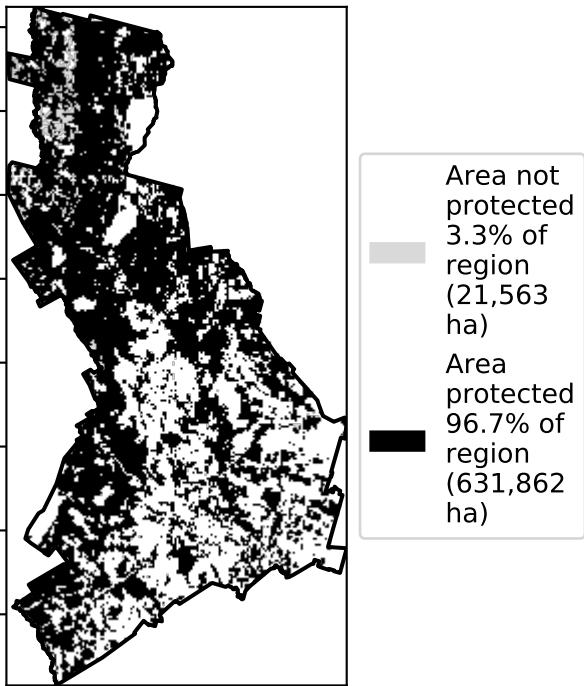 Area not
protected
3.3% of
region
(21,563
ha)
Area
protected
96.7% of
region
(631,862
ha)